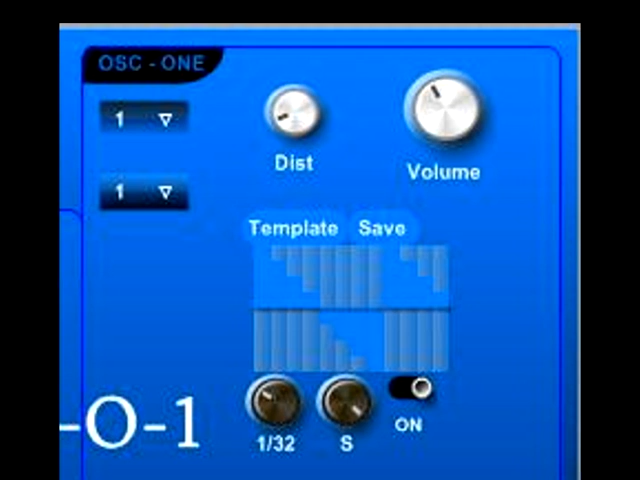 OSC - ONE
1
Dist
Volume
1
Template Save
-O-1
1/32 S ON